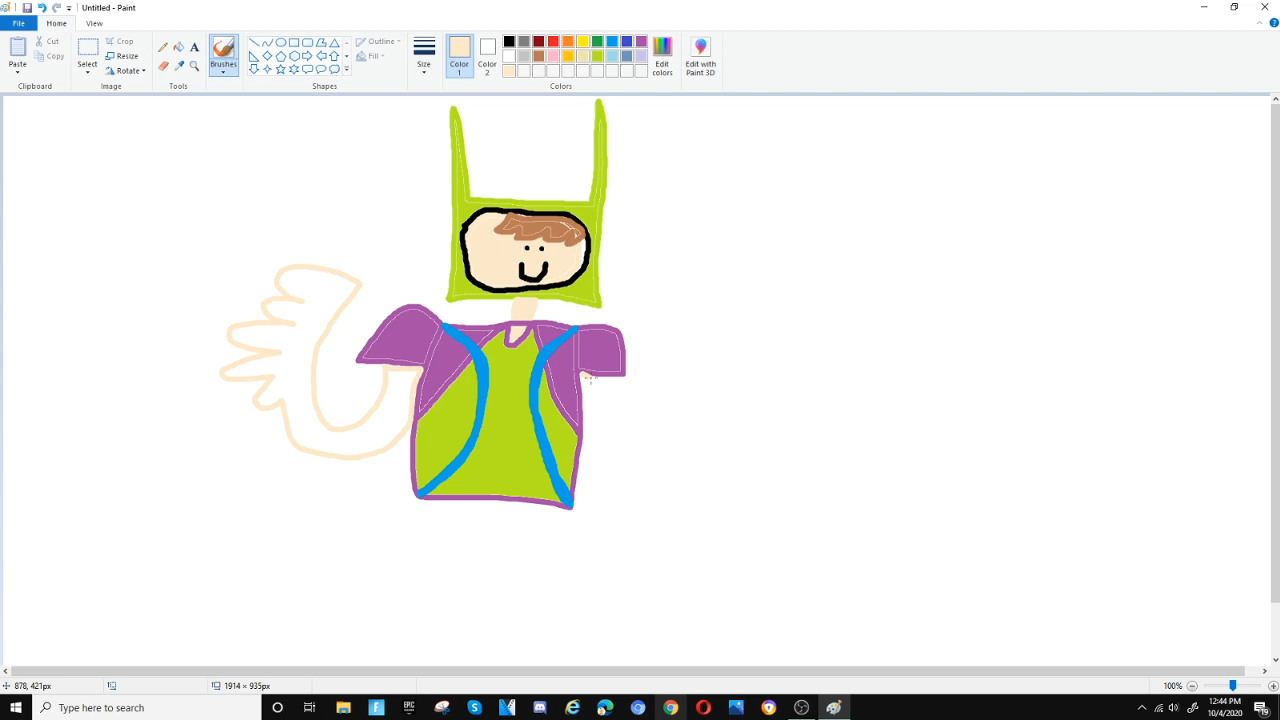 Untitled - Paint
File Home View
Paste Cut Copy
Select Crop Resize Rotate
A
Brushes
Outline
Fill
Size
Color 1
Color 2
Edit colors
Edit with Paint 3D
Clipboard Image Tools Shapes Colors
878, 421px
1914 × 935px
100%
Type here to search
EPIC GAMES
12:44 PM
10/4/2020